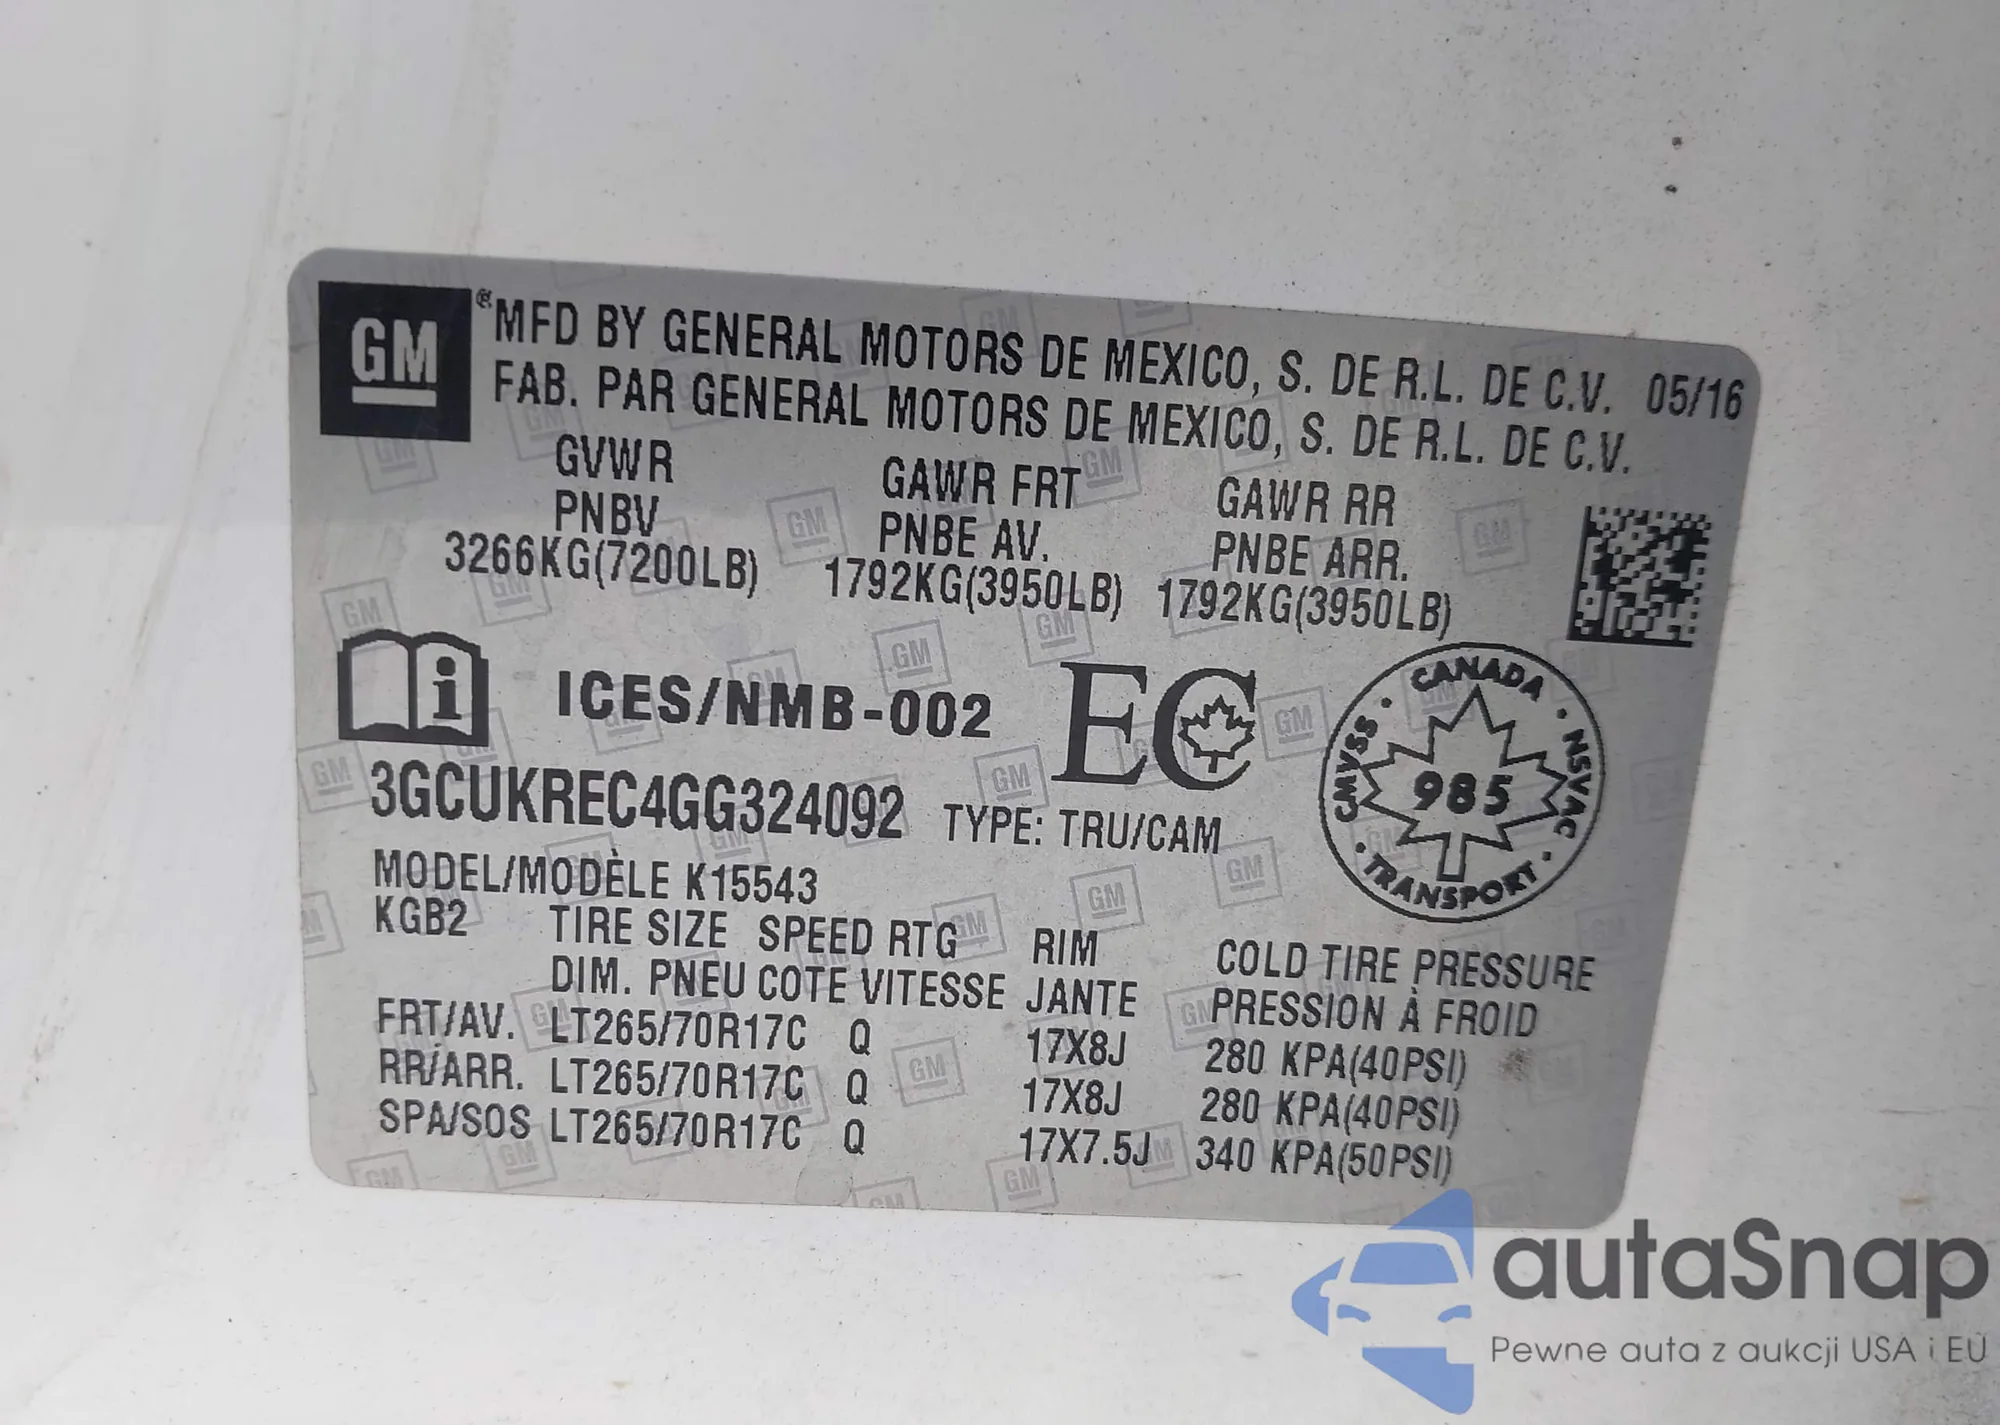 GM
®MFD BY GENERAL MOTORS DE MEXICO, S. DE R.L. DE C.V. 05/16
FAB. PAR GENERAL MOTORS DE MEXICO, S. DE R.L. DE C.V.
GVWR GAWR FRT GAWR RR
PNBV PNBE AV. PNBE ARR.
3266KG(7200LB) 1792KG(3950LB) 1792KG(3950LB)
i ICES/NMB-002 EC
CANADA · NSVAC · TRANSPORT · CMVSS ·
985
3GCUKREC4GG324092 TYPE: TRU/CAM
MODEL/MODÈLE K15543
KGB2 TIRE SIZE SPEED RTG RIM COLD TIRE PRESSURE
DIM. PNEU COTE VITESSE JANTE PRESSION À FROID
FRT/AV. LT265/70R17C Q 17X8J 280 KPA(40PSI)
RR/ARR. LT265/70R17C Q 17X8J 280 KPA(40PSI)
SPA/SOS LT265/70R17C Q 17X7.5J 340 KPA(50PSI)
autaSnap
Pewne auta z aukcji USA i EU